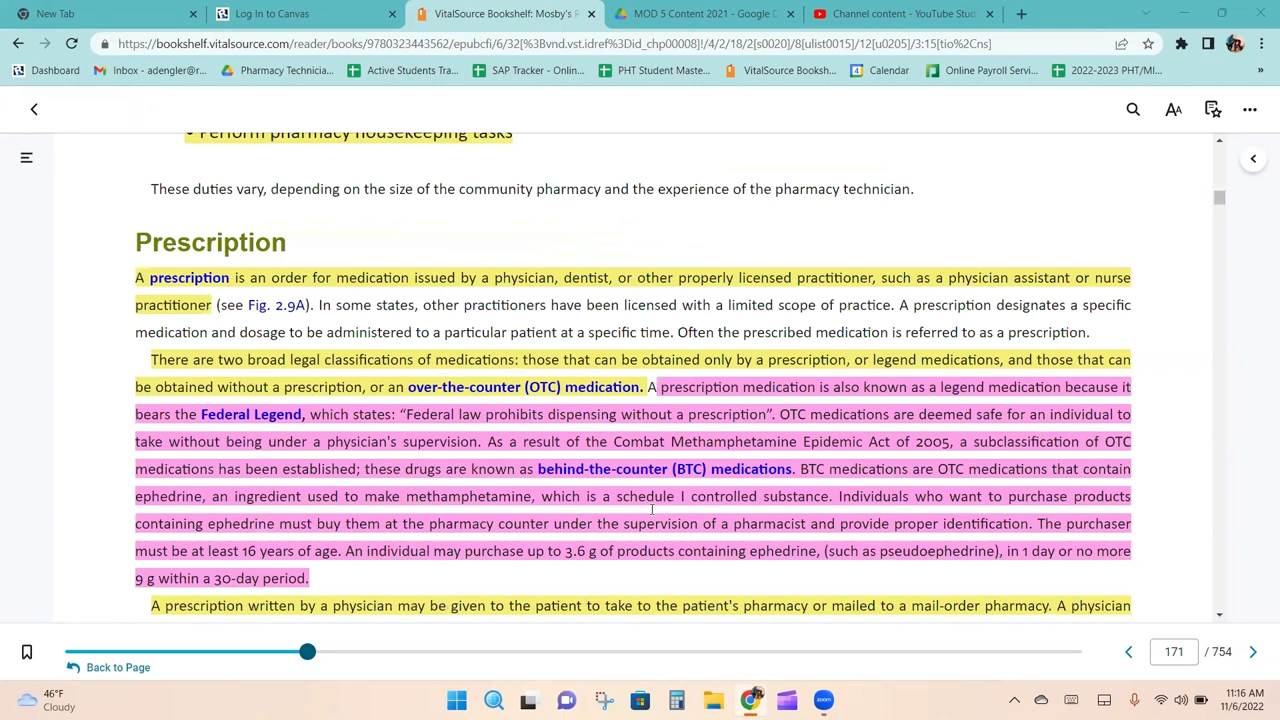 New Tab
Log In to Canvas
VitalSource Bookshelf: Mosby's P
MOD 5 Content 2021 - Google D
Channel content - YouTube Stud
https://bookshelf.vitalsource.com/reader/books/9780323443562/epubcfi/6/32[%3Bvnd.vst.idref%3Did_chp00008]!/4/2/18/2[s0020]/8[ulist0015]/12[u0205]/3:15[tio%2Cns]
Dashboard
Inbox - adengler@r...
Pharmacy Technicia...
Active Students Tra...
SAP Tracker - Onlin...
PHT Student Maste...
VitalSource Booksh...
Calendar
Online Payroll Servi...
2022-2023 PHT/MI...
»
• Perform pharmacy housekeeping tasks
These duties vary, depending on the size of the community pharmacy and the experience of the pharmacy technician.
Prescription
A prescription is an order for medication issued by a physician, dentist, or other properly licensed practitioner, such as a physician assistant or nurse
practitioner (see Fig. 2.9A). In some states, other practitioners have been licensed with a limited scope of practice. A prescription designates a specific
medication and dosage to be administered to a particular patient at a specific time. Often the prescribed medication is referred to as a prescription.
There are two broad legal classifications of medications: those that can be obtained only by a prescription, or legend medications, and those that can
be obtained without a prescription, or an over-the-counter (OTC) medication. A prescription medication is also known as a legend medication because it
bears the Federal Legend, which states: “Federal law prohibits dispensing without a prescription”. OTC medications are deemed safe for an individual to
take without being under a physician's supervision. As a result of the Combat Methamphetamine Epidemic Act of 2005, a subclassification of OTC
medications has been established; these drugs are known as behind-the-counter (BTC) medications. BTC medications are OTC medications that contain
ephedrine, an ingredient used to make methamphetamine, which is a schedule I controlled substance. Individuals who want to purchase products
containing ephedrine must buy them at the pharmacy counter under the supervision of a pharmacist and provide proper identification. The purchaser
must be at least 16 years of age. An individual may purchase up to 3.6 g of products containing ephedrine, (such as pseudoephedrine), in 1 day or no more
9 g within a 30-day period.
A prescription written by a physician may be given to the patient to take to the patient's pharmacy or mailed to a mail-order pharmacy. A physician
Back to Page
171 / 754
46°F
Cloudy
11:16 AM
11/6/2022